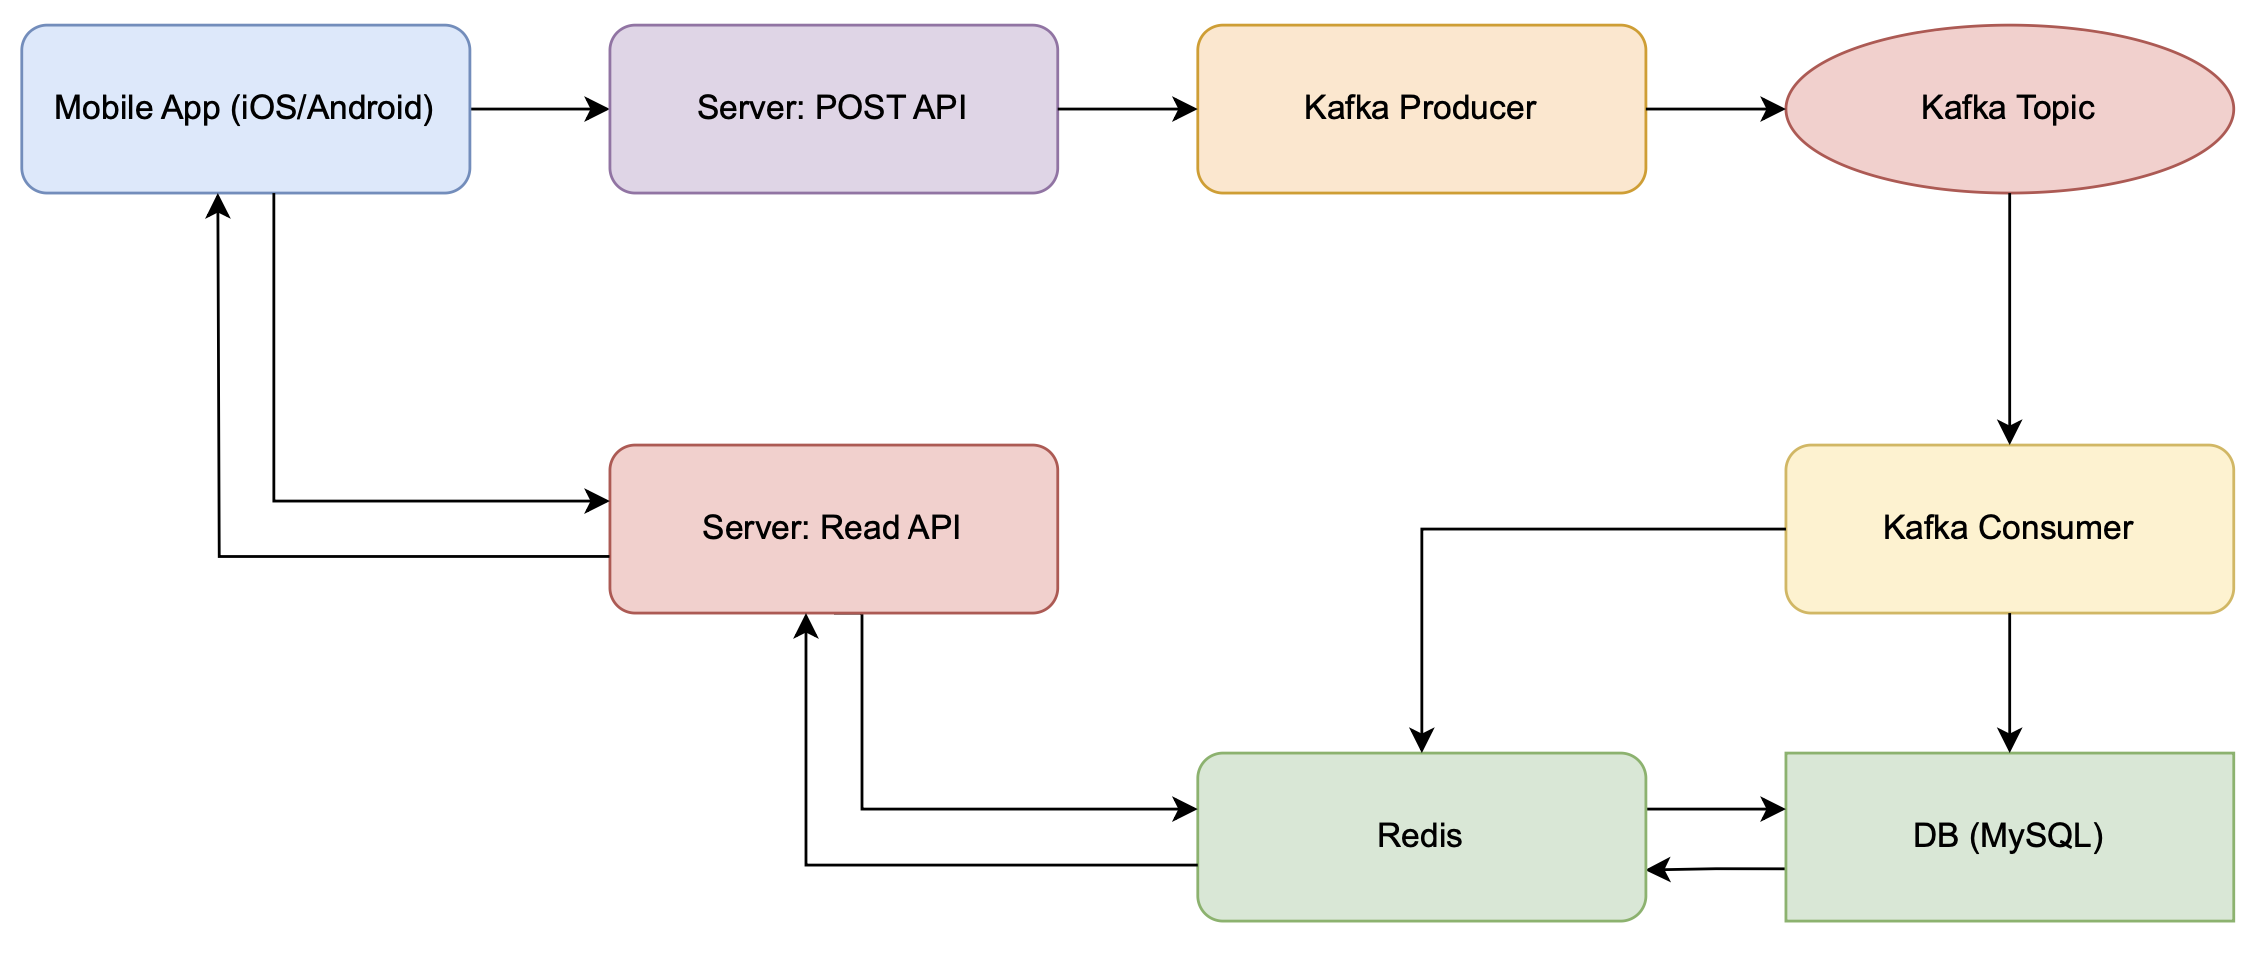 Mobile App (iOS/Android)
Server: POST API
Kafka Producer
Kafka Topic
Server: Read API
Kafka Consumer
Redis
DB (MySQL)